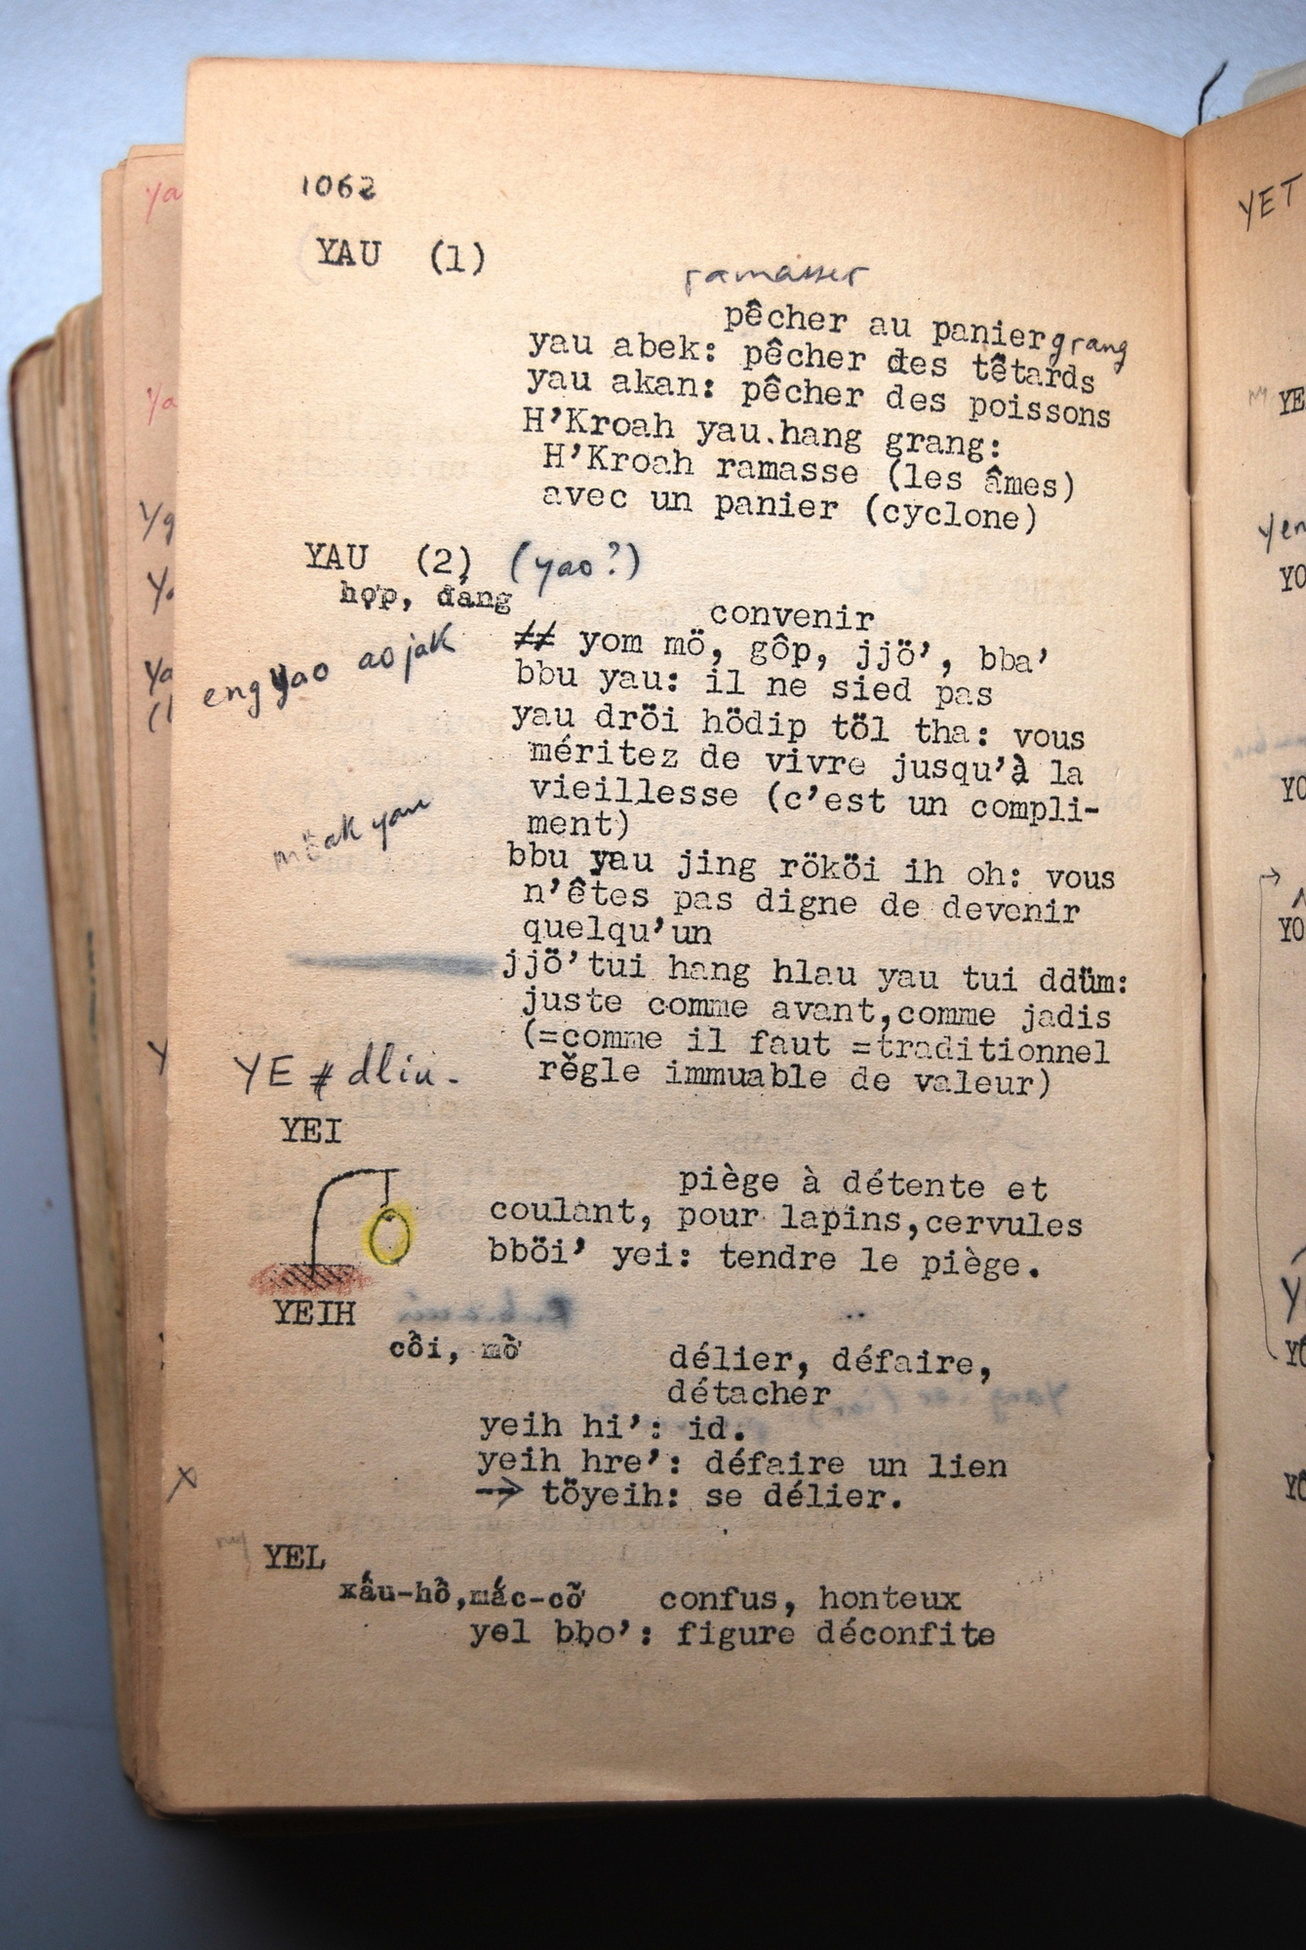 1062
YAU (1)
ramasser
pêcher au panier grang
yau abek: pêcher des têtards
yau akan: pêcher des poissons
H'Kroah yau.hang grang:
H'Kroah ramasse (les âmes)
avec un panier (cyclone)
YAU (2) (yao?)
hợp, đáng
convenir
eng yao ao jak
≠≠ yom mö, gôp, jjö', bba'
bbu yau: il ne sied pas
yau dröi hödip töl tha: vous
méritez de vivre jusqu'à la
vieillesse (c'est un compli-
ment)
möak yau
bbu yau jing rököi ih oh: vous
n'êtes pas digne de devenir
quelqu'un
jjö'tui hang hlau yau tui ddüm:
juste comme avant,comme jadis
(=comme il faut =traditionnel
règle immuable de valeur)
YE ≠ dliu.
YEI
piège à détente et
coulant, pour lapins,cervules
bböi' yei: tendre le piège.
YEIH
cồi, mở
délier, défaire,
détacher
yeih hi': id.
yeih hre': défaire un lien
→ töyeih: se délier.
YEL
xấu-hổ,mắc-cỡ confus, honteux
yel bbo': figure déconfite
YET